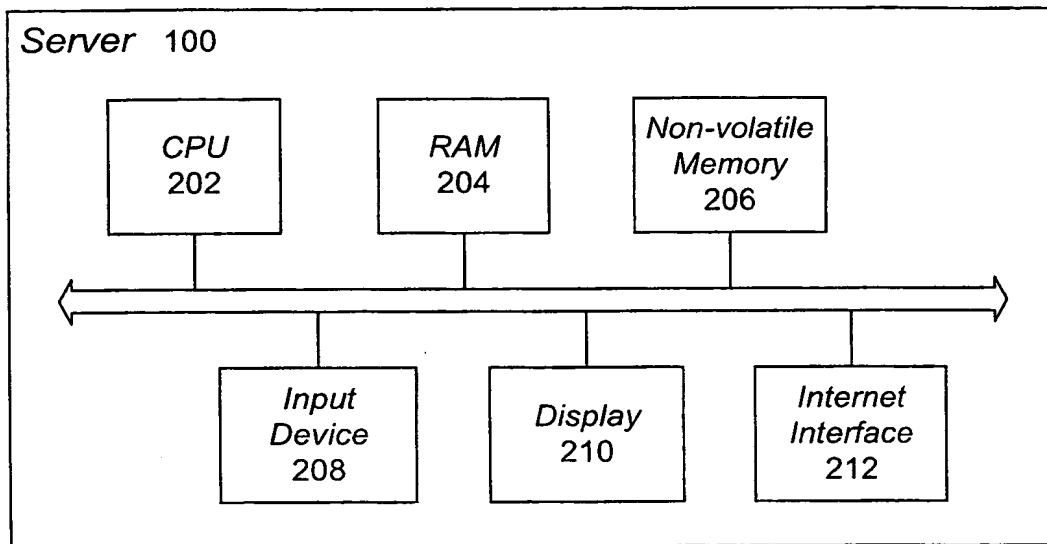 Server 100
CPU
202
RAM
204
Non-volatile
Memory
206
Input
Device
208
Display
210
Internet
Interface
212